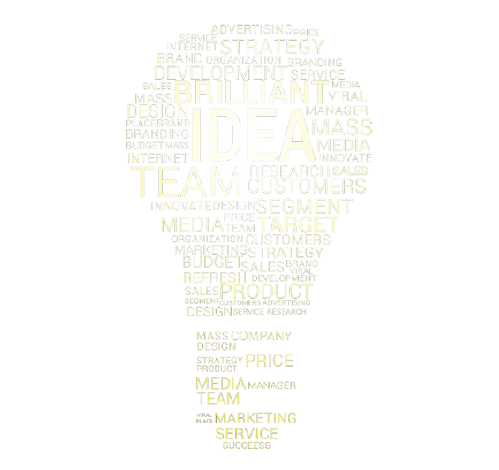 ADVERTISING PRICE
SERVICE
INTERNET STRATEGY
BRAND ORGANIZATION BRANDING
DEVELOPMENT SERVICE
SALES BRILLIANT MEDIA
MASS VIRAL
DESIGN IDEA MANAGER
PLACE BRAND MASS
BRANDING
BUDGET MASS MEDIA
INTERNET INNOVATE
TEAM RESEARCH SALES
CUSTOMERS
INNOVATE DESIGN SEGMENT
MEDIA PRICE TARGET
TEAM
ORGANIZATION CUSTOMERS
MARKETING STRATEGY
BUDGET SALES BRAND
VIRAL
REFRESH DEVELOPMENT
SALES PRODUCT
SEGMENT CUSTOMERS ADVERTISING
DESIGN SERVICE RESEARCH
MASS COMPANY
DESIGN
STRATEGY PRICE
PRODUCT
MEDIA MANAGER
TEAM
VIRAL MARKETING
PLACE
SERVICE
SUCCEESS